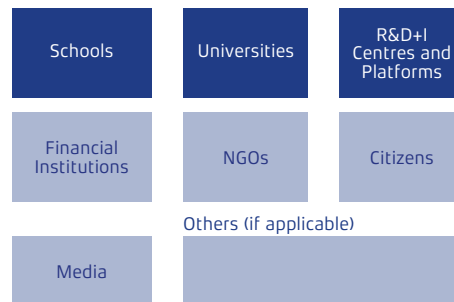 Schools
Universities
R&D+I
Centres and
Platforms
Financial
Institutions
NGOs
Citizens
Others (if applicable)
Media